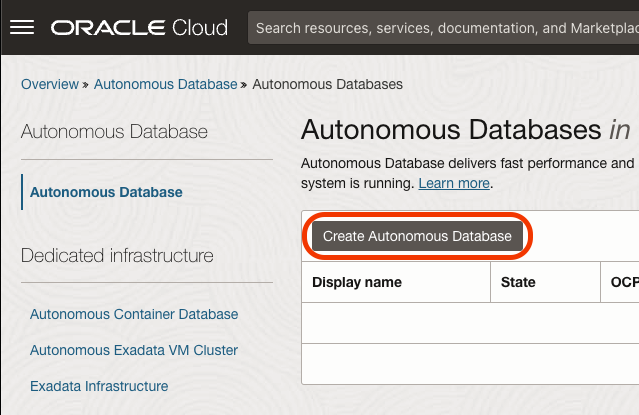 ORACLE Cloud
Search resources, services, documentation, and Marketplac
Overview » Autonomous Database » Autonomous Databases
Autonomous Database
Autonomous Database
Dedicated infrastructure
Autonomous Container Database
Autonomous Exadata VM Cluster
Exadata Infrastructure
Autonomous Databases in
Autonomous Database delivers fast performance and
system is running. Learn more.
Create Autonomous Database
Display name State OCP